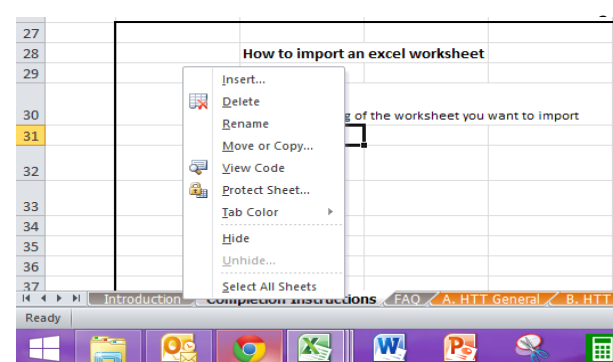 27
28 How to import an excel worksheet
29
Insert...
Delete
30 g of the worksheet you want to import
Rename
31
Move or Copy...
32 View Code
33 Protect Sheet...
Tab Color
34
35 Hide
36 Unhide...
37 Select All Sheets
Introduction Completion Instructions FAQ A. HTT General B. HTT
Ready